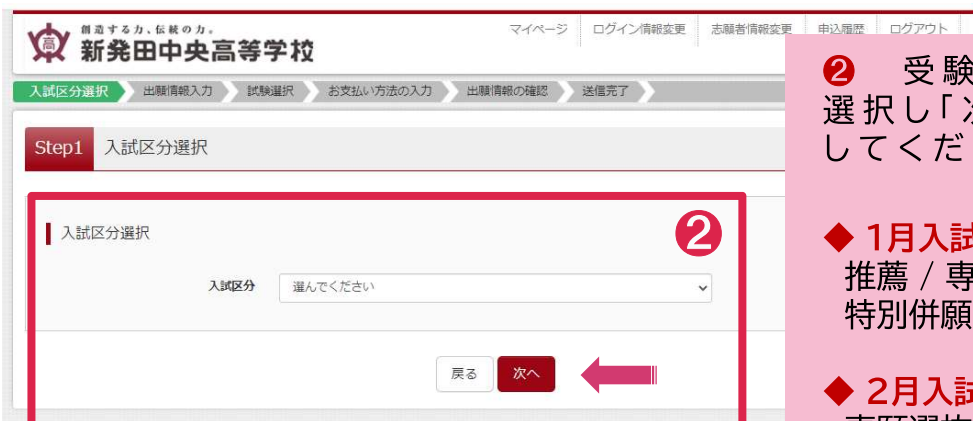 創造する力、伝統の力。
新発田中央高等学校
マイページ ログイン情報変更 志願者情報変更 申込履歴 ログアウト
入試区分選択 出願情報入力 試験選択 お支払い方法の入力 出願情報の確認 送信完了
Step1 入試区分選択
入試区分選択
❷
入試区分 選んでください
戻る 次へ
❷ 受験
選択し「次
してくだ
◆ 1月入試
推薦 / 専
特別併願
◆ 2月入試